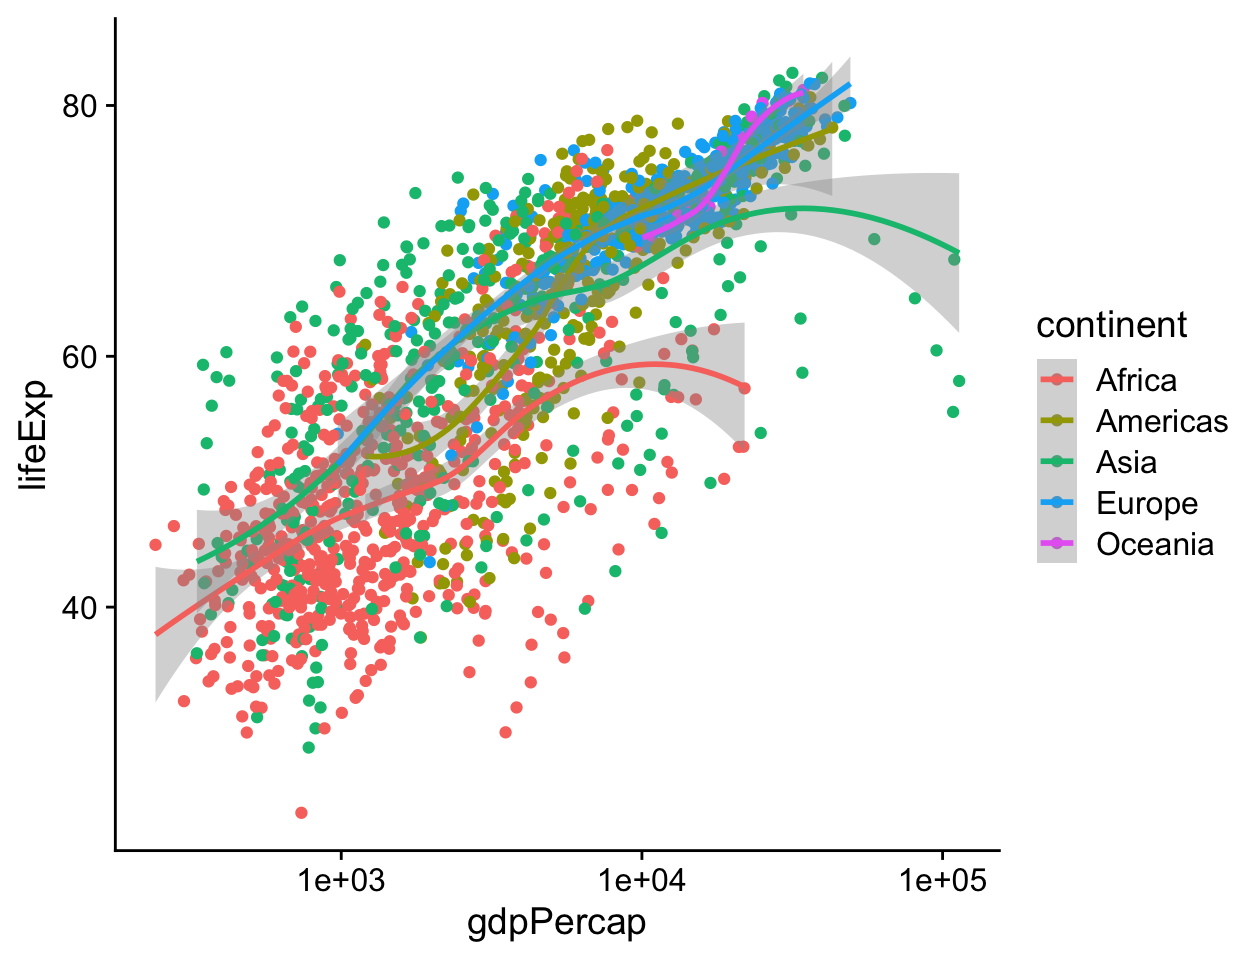 80
60
40
lifeExp
1e+03 1e+04 1e+05
gdpPercap
continent
Africa
Americas
Asia
Europe
Oceania